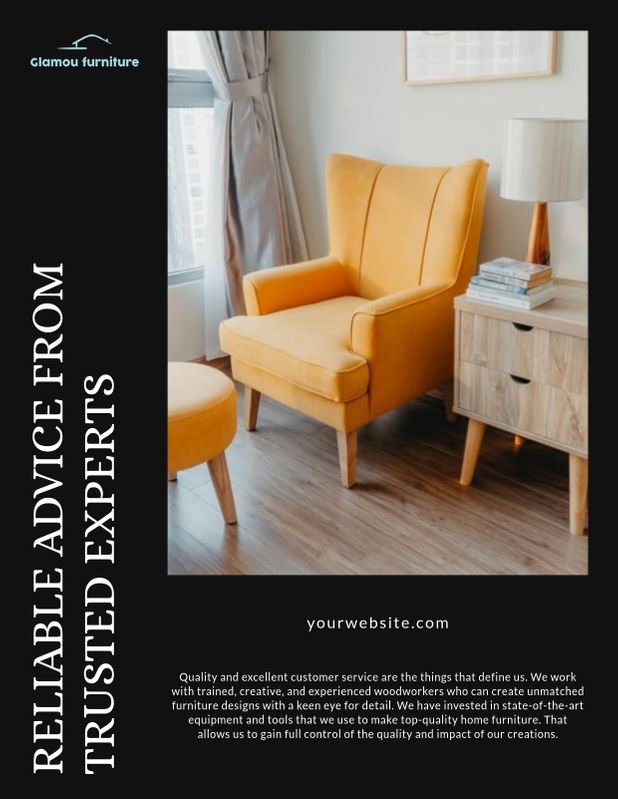 Glamou furniture
RELIABLE ADVICE FROM
TRUSTED EXPERTS
yourwebsite.com
Quality and excellent customer service are the things that define us. We work
with trained, creative, and experienced woodworkers who can create unmatched
furniture designs with a keen eye for detail. We have invested in state-of-the-art
equipment and tools that we use to make top-quality home furniture. That
allows us to gain full control of the quality and impact of our creations.